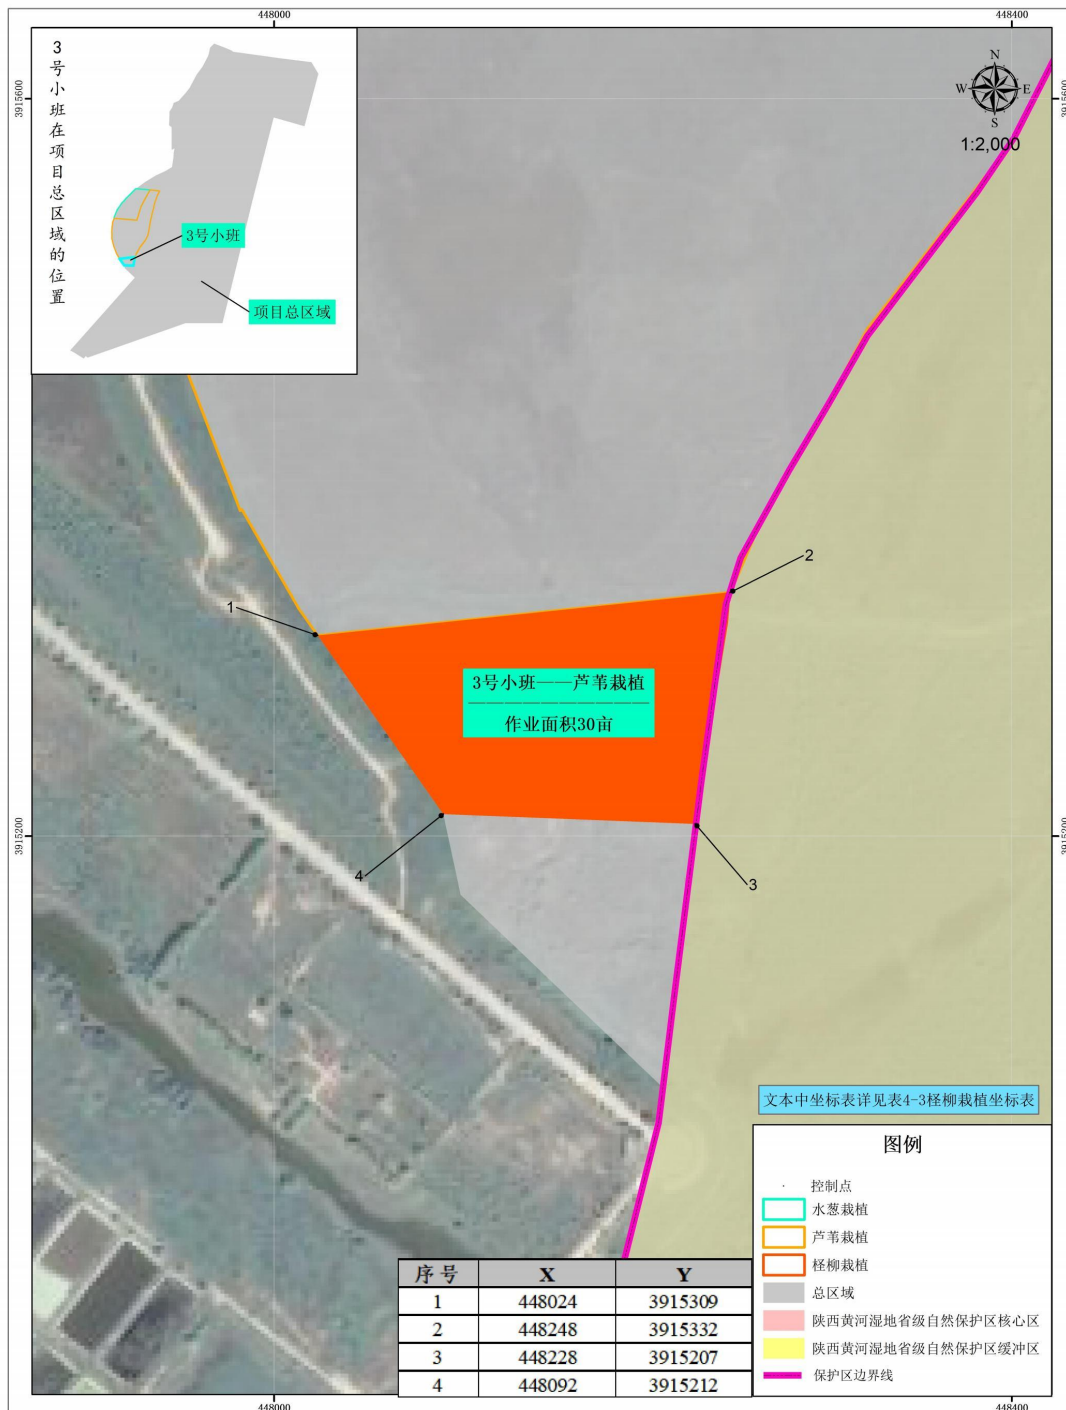 448000
448400
3号小班在项目总区域的位置
3915600
3915600
N
W E
S
1:2,000
3号小班
项目总区域
2
1
3号小班——芦苇栽植
作业面积30亩
3915200
3915200
4
3
文本中坐标表详见表4-3柽柳栽植坐标表
图例
控制点
水葱栽植
芦苇栽植
柽柳栽植
总区域
陕西黄河湿地省级自然保护区核心区
陕西黄河湿地省级自然保护区缓冲区
保护区边界线
序号 X Y
1 448024 3915309
2 448248 3915332
3 448228 3915207
4 448092 3915212
448000
448400